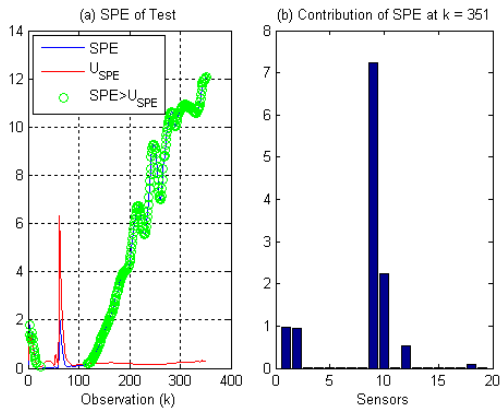 (a) SPE of Test
SPE
U_SPE
SPE>U_SPE
14
12
10
8
6
4
2
0
0 100 200 300 400
Observation (k)
(b) Contribution of SPE at k = 351
8
7
6
5
4
3
2
1
0
0 5 10 15 20
Sensors